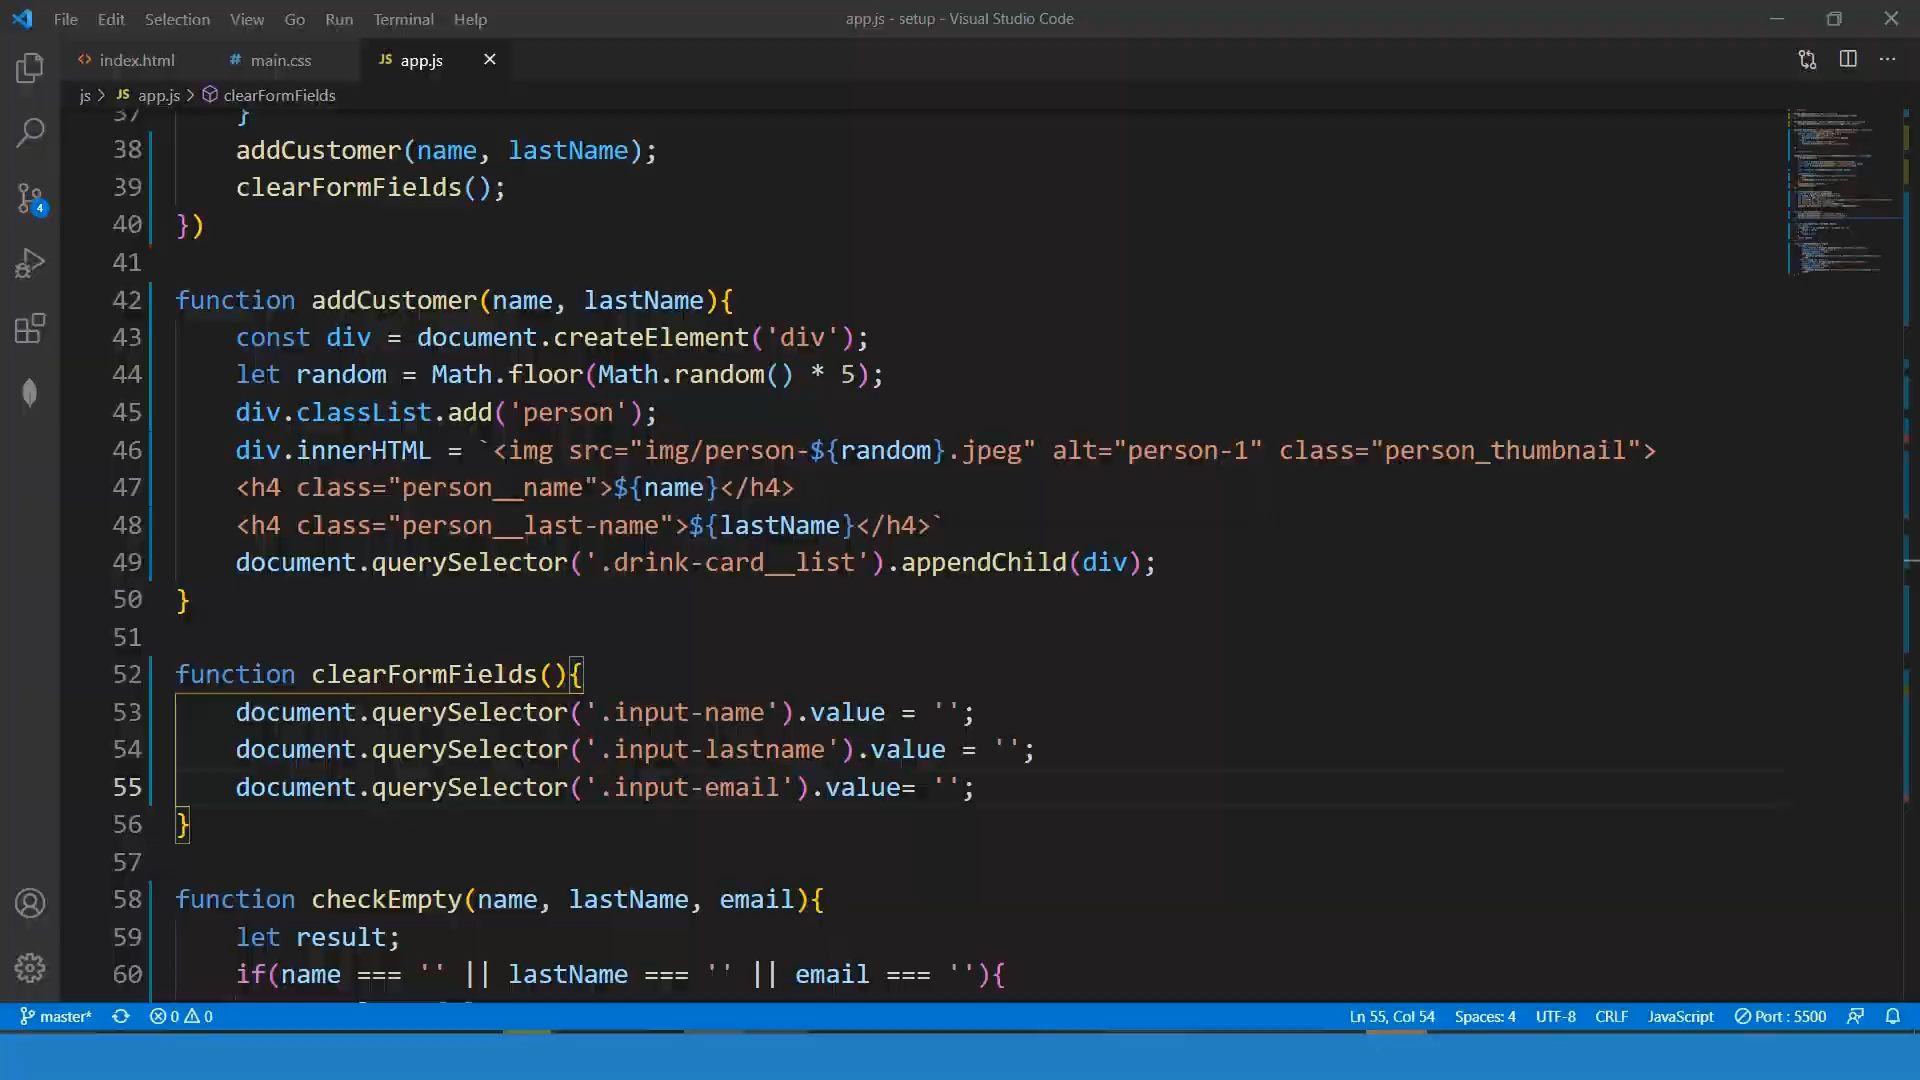 File Edit Selection View Go Run Terminal Help app.js - setup - Visual Studio Code
<> index.html # main.css JS app.js
js > JS app.js > clearFormFields
37 }
38 addCustomer(name, lastName);
39 clearFormFields();
40 })
41
42 function addCustomer(name, lastName){
43 const div = document.createElement('div');
44 let random = Math.floor(Math.random() * 5);
45 div.classList.add('person');
46 div.innerHTML = `<img src="img/person-${random}.jpeg" alt="person-1" class="person_thumbnail">
47 <h4 class="person__name">${name}</h4>
48 <h4 class="person__last-name">${lastName}</h4>`
49 document.querySelector('.drink-card__list').appendChild(div);
50 }
51
52 function clearFormFields(){
53 document.querySelector('.input-name').value = '';
54 document.querySelector('.input-lastname').value = '';
55 document.querySelector('.input-email').value= '';
56 }
57
58 function checkEmpty(name, lastName, email){
59 let result;
60 if(name === '' || lastName === '' || email === ''){
4
master* 0 0 Ln 55, Col 54 Spaces: 4 UTF-8 CRLF JavaScript Port : 5500